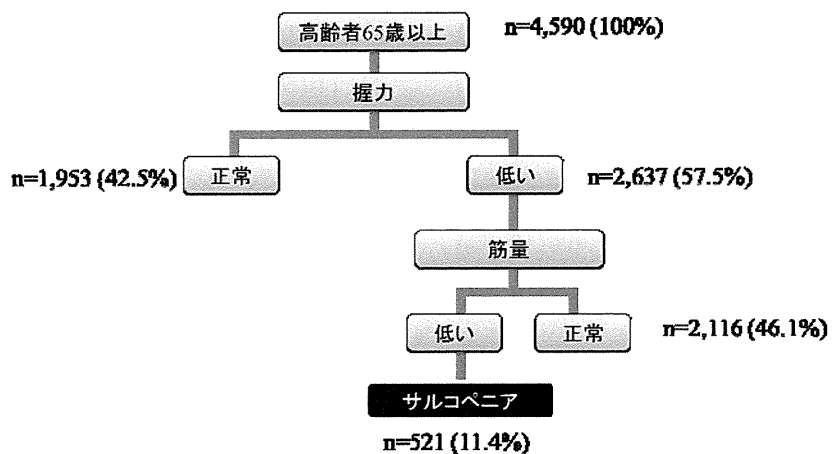 高齢者65歳以上
n=4,590 (100%)
握力
n=1,953 (42.5%)
正常
低い
n=2,637 (57.5%)
筋量
低い
正常
n=2,116 (46.1%)
サルコペニア
n=521 (11.4%)